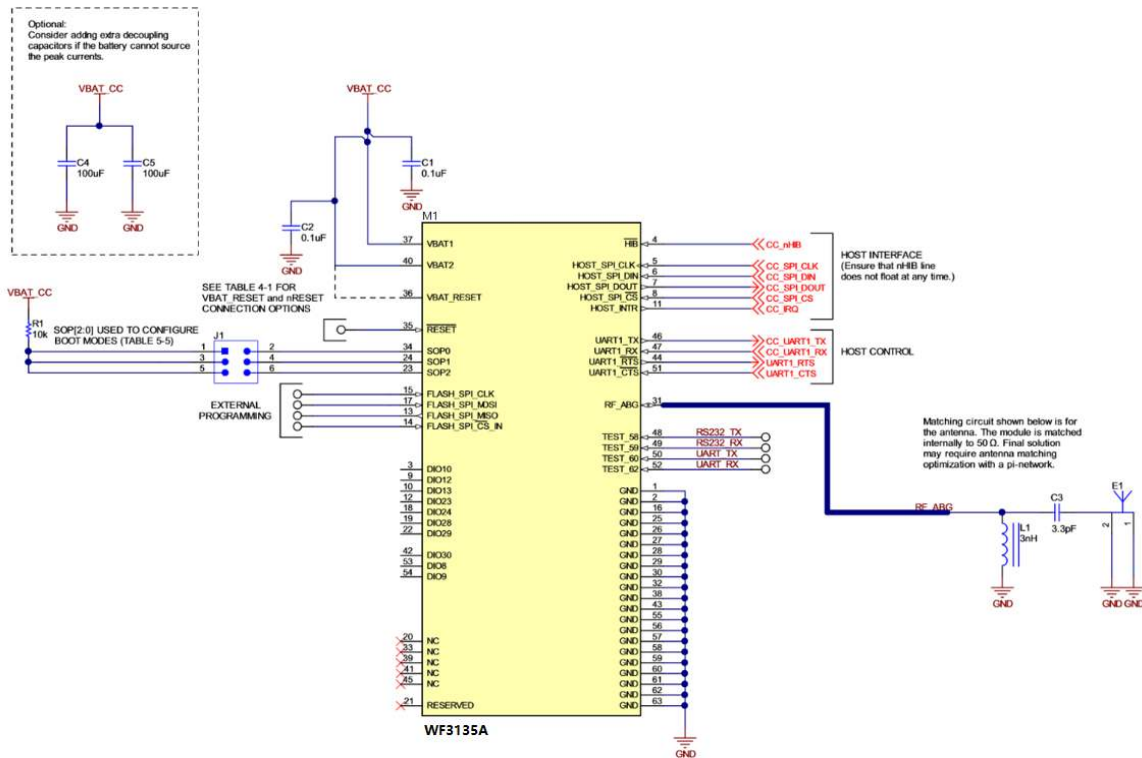 Optional:
Consider addng extra decoupling
capacitors if the battery cannot source
the peak currents.
VBAT_CC
C4
100uF
C5
100uF
GND
GND
VBAT_CC
C1
0.1uF
GND
C2
0.1uF
GND
M1
37 VBAT1
40 VBAT2
36 VBAT_RESET
SEE TABLE 4-1 FOR
VBAT_RESET and nRESET
CONNECTION OPTIONS
35 RESET
VBAT_CC
R1
10k
SOP[2:0] USED TO CONFIGURE
BOOT MODES (TABLE 5-5)
J1
1 2 34 SOP0
3 4 24 SOP1
5 6 23 SOP2
EXTERNAL
PROGRAMMING
15 FLASH_SPI_CLK
17 FLASH_SPI_MOSI
13 FLASH_SPI_MISO
14 FLASH_SPI_CS_IN
3 DIO10
9 DIO12
10 DIO13
12 DIO23
18 DIO24
19 DIO28
22 DIO29
42 DIO30
53 DIO8
54 DIO9
20 NC
33 NC
39 NC
41 NC
45 NC
21 RESERVED
WF3135A
HIB 4 CC_nHIB
HOST_SPI_CLK 5 CC_SPI_CLK
HOST_SPI_DIN 6 CC_SPI_DIN
HOST_SPI_DOUT 7 CC_SPI_DOUT
HOST_SPI_CS 8 CC_SPI_CS
HOST_INTR 11 CC_IRQ
HOST INTERFACE
(Ensure that nHIB line
does not float at any time.)
UART1_TX 46 CC_UART1_TX
UART1_RX 47 CC_UART1_RX
UART1_RTS 44 UART1_RTS
UART1_CTS 51 UART1_CTS
HOST CONTROL
RF_ABG 31
TEST_58 48 RS232_TX
TEST_59 49 RS232_RX
TEST_60 50 UART_TX
TEST_62 52 UART_RX
GND 1
GND 2
GND 16
GND 25
GND 26
GND 27
GND 28
GND 29
GND 30
GND 32
GND 38
GND 43
GND 55
GND 56
GND 57
GND 58
GND 59
GND 60
GND 61
GND 62
GND 63
GND
Matching circuit shown below is for
the antenna. The module is matched
internally to 50 Ω. Final solution
may require antenna matching
optimization with a pi-network.
RF_ABG
L1
3nH
C3
3.3pF
E1
2
1
GND
GND GND